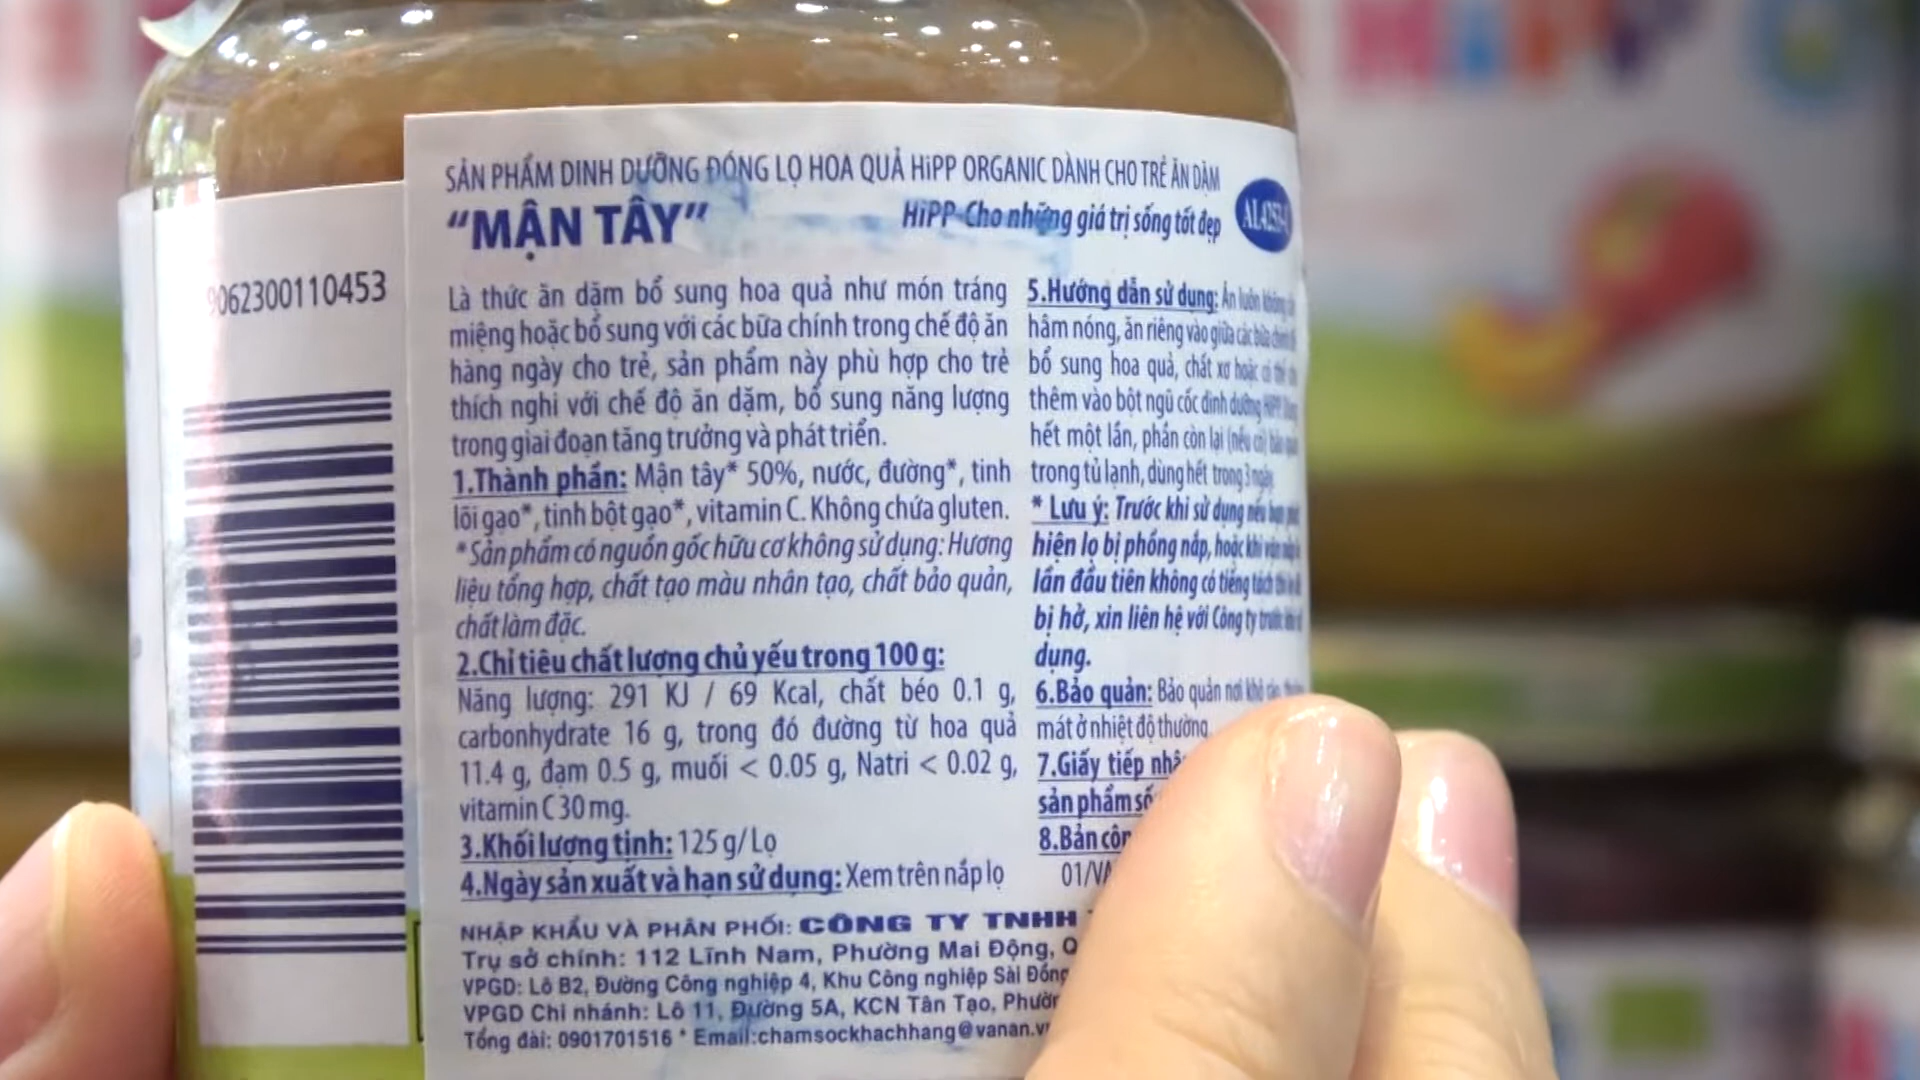 SẢN PHẨM DINH DƯỠNG ĐÓNG LỌ HOA QUẢ HiPP ORGANIC DÀNH CHO TRẺ ĂN DẶM
“MẬN TÂY”
HiPP-Cho những giá trị sống tốt đẹp
062300110453
Là thức ăn dặm bổ sung hoa quả như món tráng
miệng hoặc bổ sung với các bữa chính trong chế độ ăn
hàng ngày cho trẻ, sản phẩm này phù hợp cho trẻ
thích nghi với chế độ ăn dặm, bổ sung năng lượng
trong giai đoạn tăng trưởng và phát triển.
1.Thành phần: Mận tây* 50%, nước, đường*, tinh
lõi gạo*, tinh bột gạo*, vitamin C. Không chứa gluten.
*Sản phẩm có nguồn gốc hữu cơ không sử dụng: Hương
liệu tổng hợp, chất tạo màu nhân tạo, chất bảo quản,
chất làm đặc.
2.Chỉ tiêu chất lượng chủ yếu trong 100 g:
Năng lượng: 291 KJ / 69 Kcal, chất béo 0.1 g,
carbonhydrate 16 g, trong đó đường từ hoa quả
11.4 g, đạm 0.5 g, muối < 0.05 g, Natri < 0.02 g,
vitamin C 30 mg.
3.Khối lượng tịnh: 125 g/ Lọ
4.Ngày sản xuất và hạn sử dụng: Xem trên nắp lọ
5.Hướng dẫn sử dụng: Ăn luôn không
hâm nóng, ăn riêng vào giữa các bữa
bổ sung hoa quả, chất xơ hoặc
thêm vào bột ngũ cốc dinh dưỡng
hết một lần, phần còn lại (nếu có)
trong tủ lạnh, dùng hết trong 3 ngày
* Lưu ý: Trước khi sử dụng nếu
hiện lọ bị phồng nắp, hoặc khi
lần đầu tiên không có tiếng
bị hở, xin liên hệ với Công ty trước
dụng.
6.Bảo quản: Bảo quản nơi khô
mát ở nhiệt độ thường.
7.Giấy tiếp
sản phẩm số
8.Bản
01/VA
NHẬP KHẨU VÀ PHÂN PHỐI: CÔNG TY TNHH
Trụ sở chính: 112 Lĩnh Nam, Phường Mai Động, Q
VPGD: Lô B2, Đường Công nghiệp 4, Khu Công nghiệp Sài Đồng
VPGD Chi nhánh: Lô 11, Đường 5A, KCN Tân Tạo,
Tổng đài: 0901701516 * Email:chamsockhachhang@vanan.v